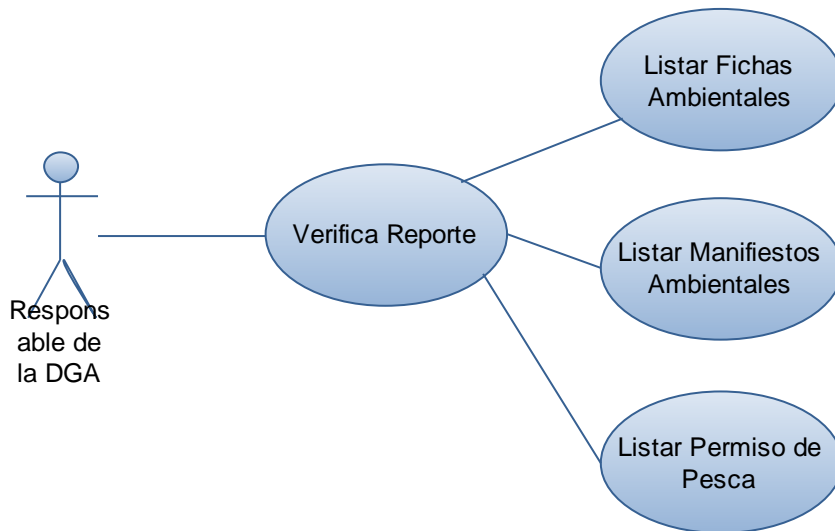 Listar Fichas
Ambientales
Verifica Reporte
Listar Manifiestos
Ambientales
Respons
able de
la DGA
Listar Permiso de
Pesca